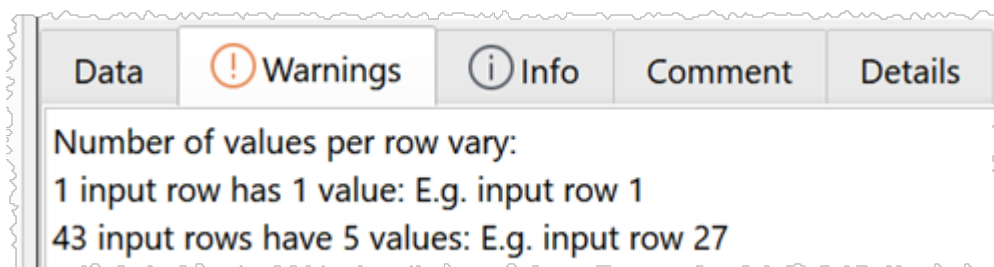 Data Warnings Info Comment Details
Number of values per row vary:
1 input row has 1 value: E.g. input row 1
43 input rows have 5 values: E.g. input row 27